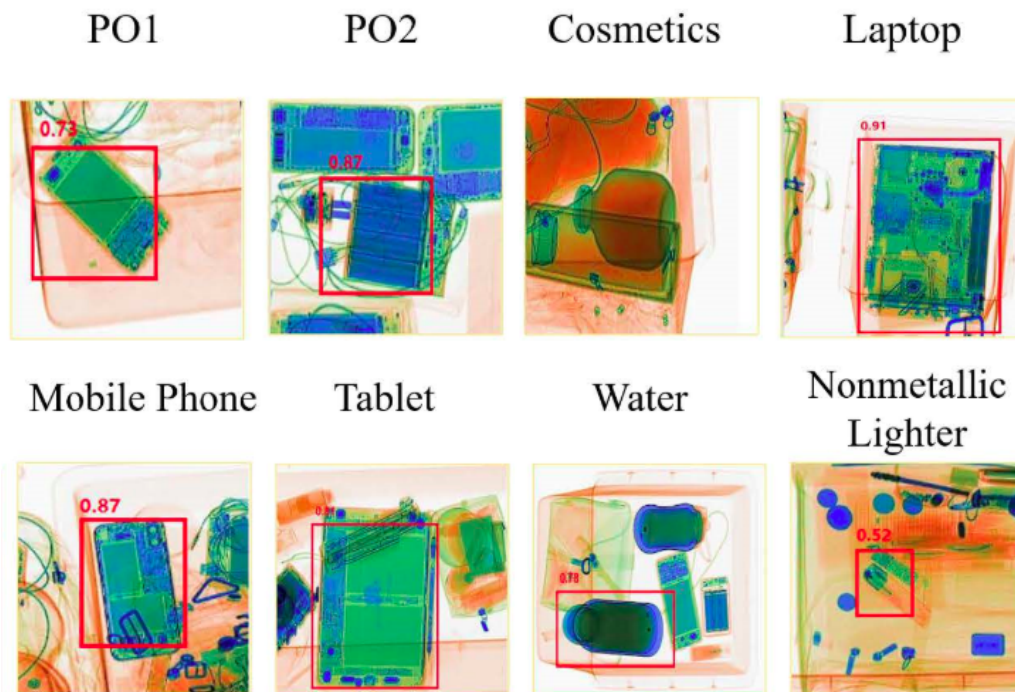 PO1
PO2
Cosmetics
Laptop
0.73
0.87
0.91
Mobile Phone
Tablet
Water
Nonmetallic
Lighter
0.87
0.78
0.52